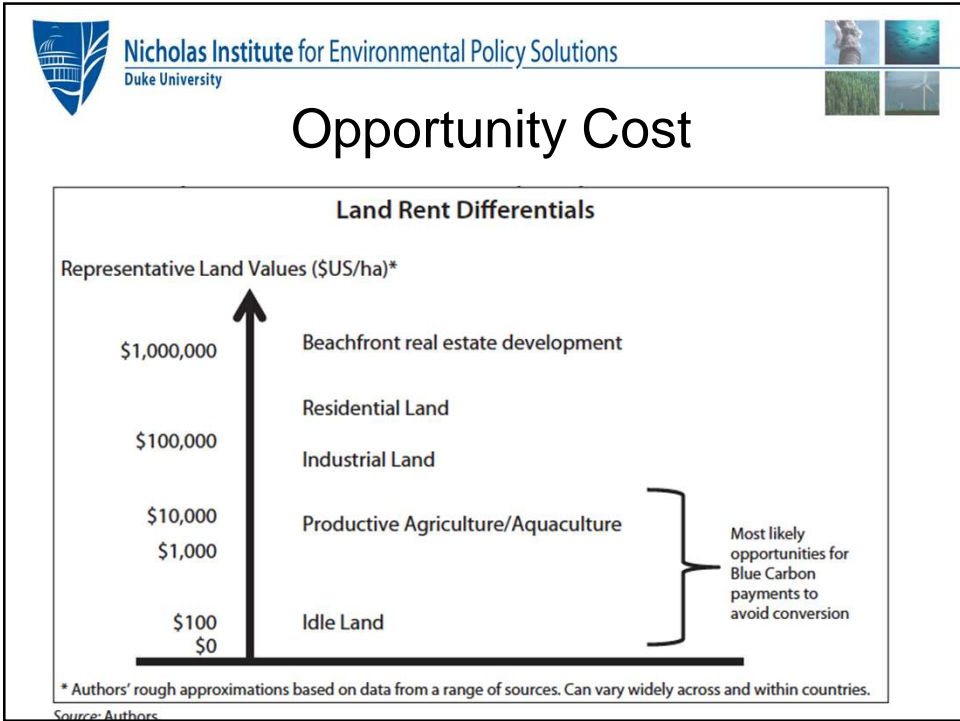 Nicholas Institute for Environmental Policy Solutions
Duke University
Opportunity Cost
Land Rent Differentials
Representative Land Values ($US/ha)*
$1,000,000
Beachfront real estate development
Residential Land
$100,000
Industrial Land
$10,000
Productive Agriculture/Aquaculture
$1,000
Most likely
opportunities for
Blue Carbon
payments to
avoid conversion
$100
Idle Land
$0
* Authors' rough approximations based on data from a range of sources. Can vary widely across and within countries.
Source: Authors.